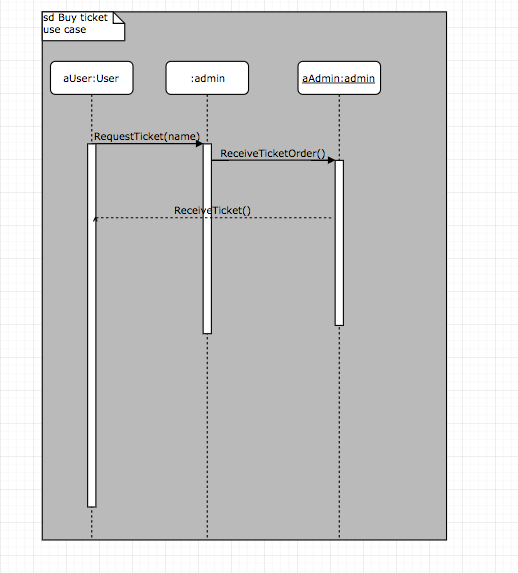 sd Buy ticket
use case
aUser:User
:admin
aAdmin:admin
RequestTicket(name)
ReceiveTicketOrder()
ReceiveTicket()